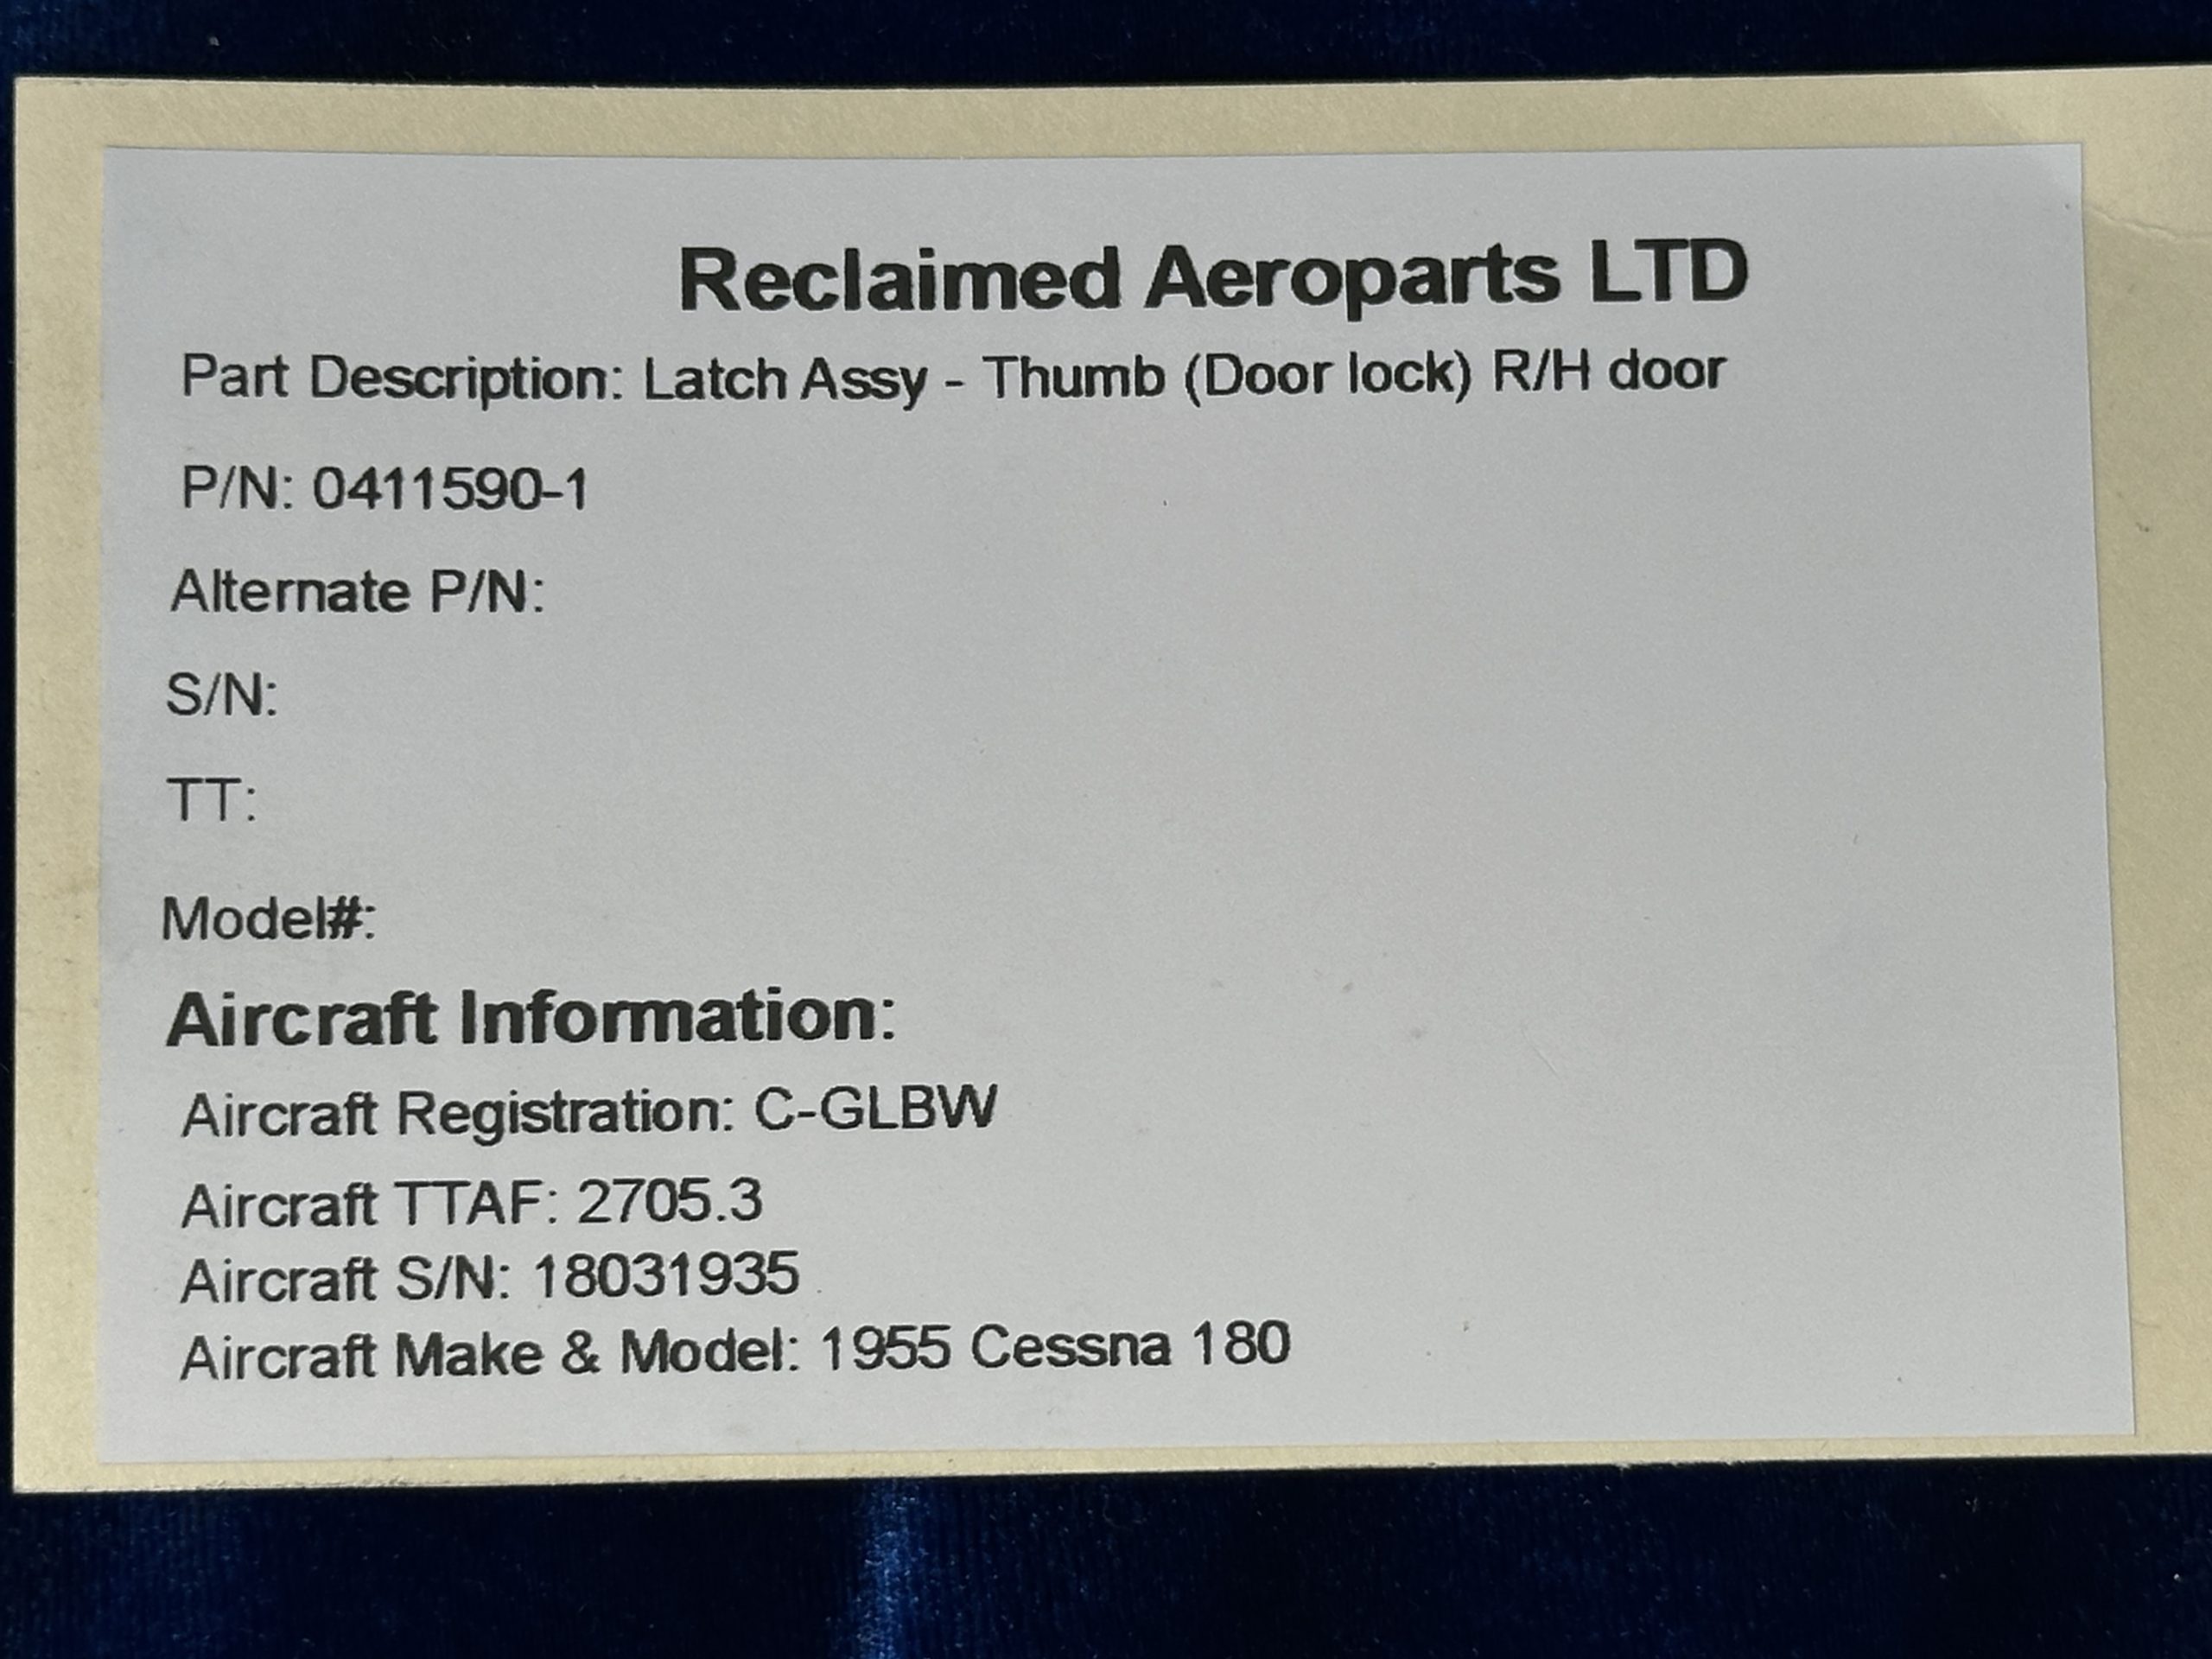 Reclaimed Aeroparts LTD
Part Description: Latch Assy - Thumb (Door lock) R/H door
P/N: 0411590-1
Alternate P/N:
S/N:
TT:
Model#:
Aircraft Information:
Aircraft Registration: C-GLBW
Aircraft TTAF: 2705.3
Aircraft S/N: 18031935
Aircraft Make & Model: 1955 Cessna 180